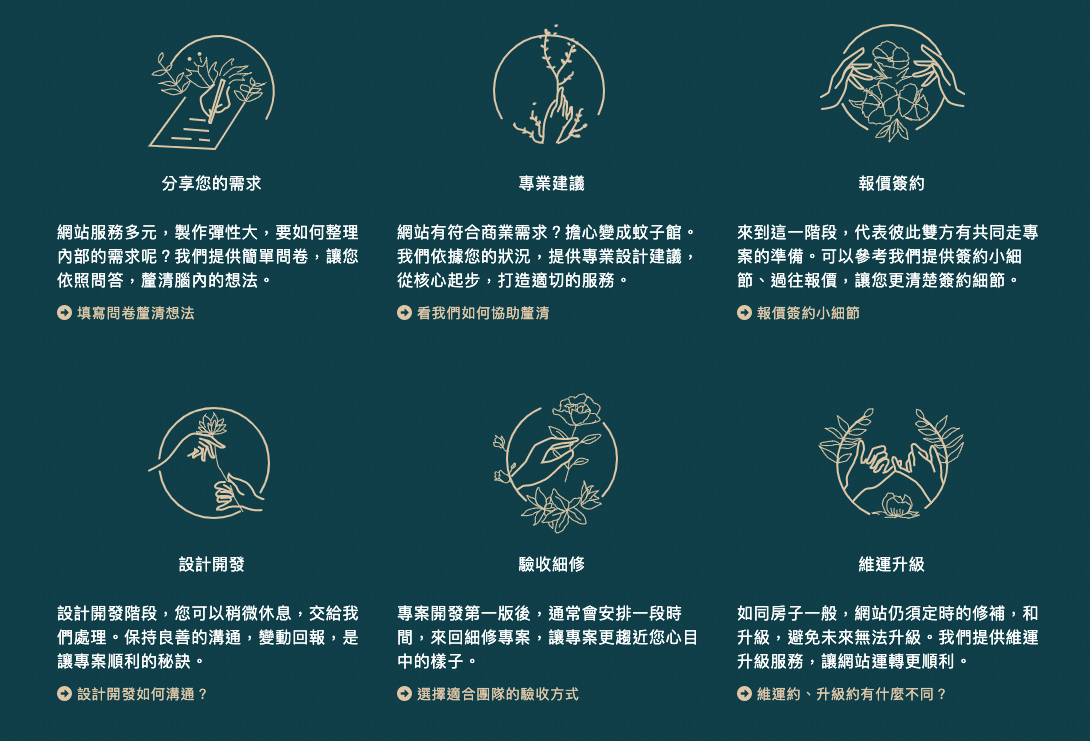 分享您的需求
網站服務多元，製作彈性大，要如何整理
內部的需求呢？我們提供簡單問卷，讓您
依照問答，釐清腦內的想法。
填寫問卷釐清想法
專業建議
網站有符合商業需求？擔心變成蚊子館。
我們依據您的狀況，提供專業設計建議，
從核心起步，打造適切的服務。
看我們如何協助釐清
報價簽約
來到這一階段，代表彼此雙方有共同走專
案的準備。可以參考我們提供簽約小細
節、過往報價，讓您更清楚簽約細節。
報價簽約小細節
設計開發
設計開發階段，您可以稍微休息，交給我
們處理。保持良善的溝通，變動回報，是
讓專案順利的秘訣。
設計開發如何溝通？
驗收細修
專案開發第一版後，通常會安排一段時
間，來回細修專案，讓專案更趨近您心目
中的樣子。
選擇適合團隊的驗收方式
維運升級
如同房子一般，網站仍須定時的修補，和
升級，避免未來無法升級。我們提供維運
升級服務，讓網站運轉更順利。
維運約、升級約有什麼不同？